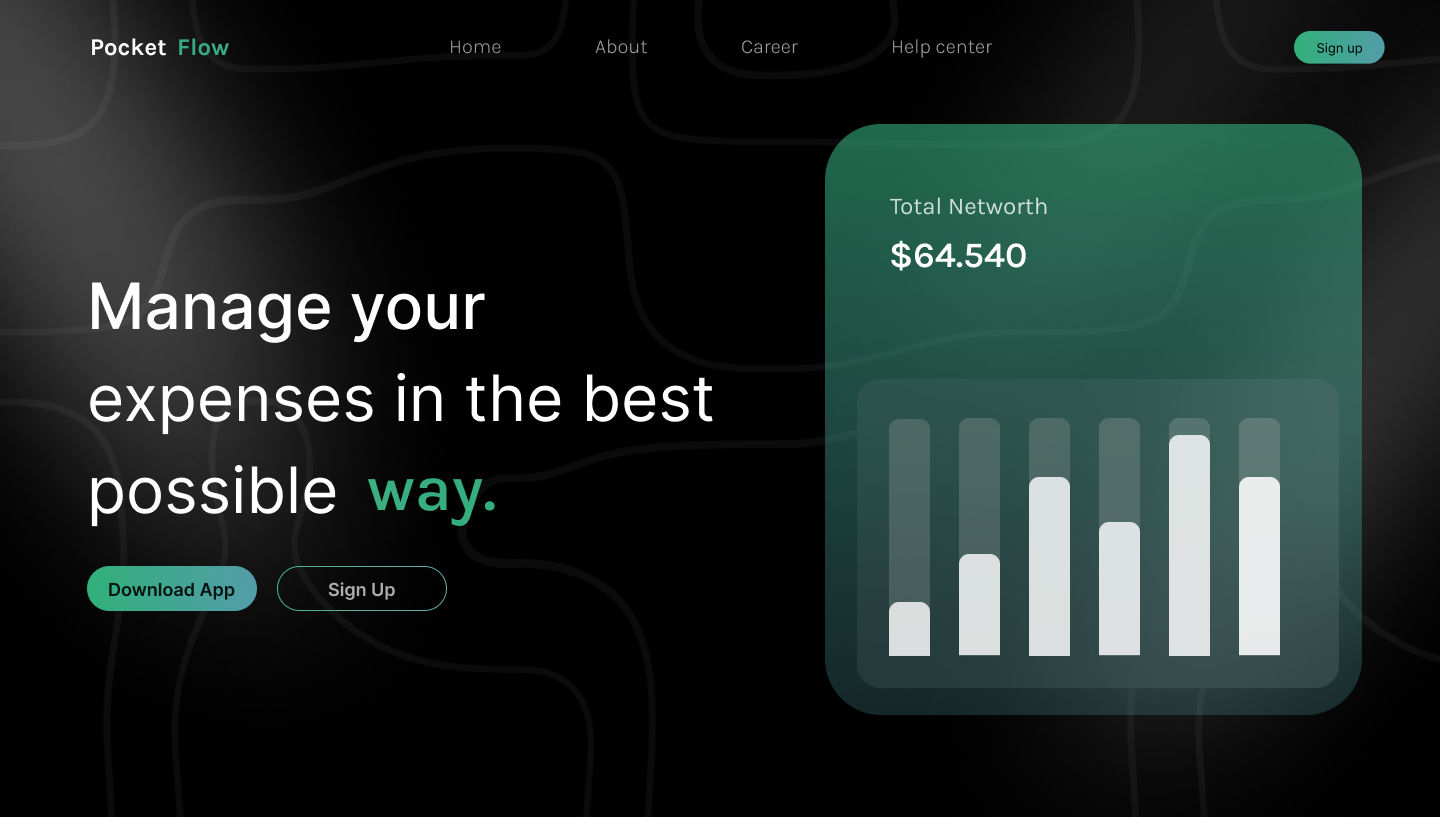 Pocket Flow
Home
About
Career
Help center
Sign up
Manage your
expenses in the best
possible way.
Download App
Sign Up
Total Networth
$64.540